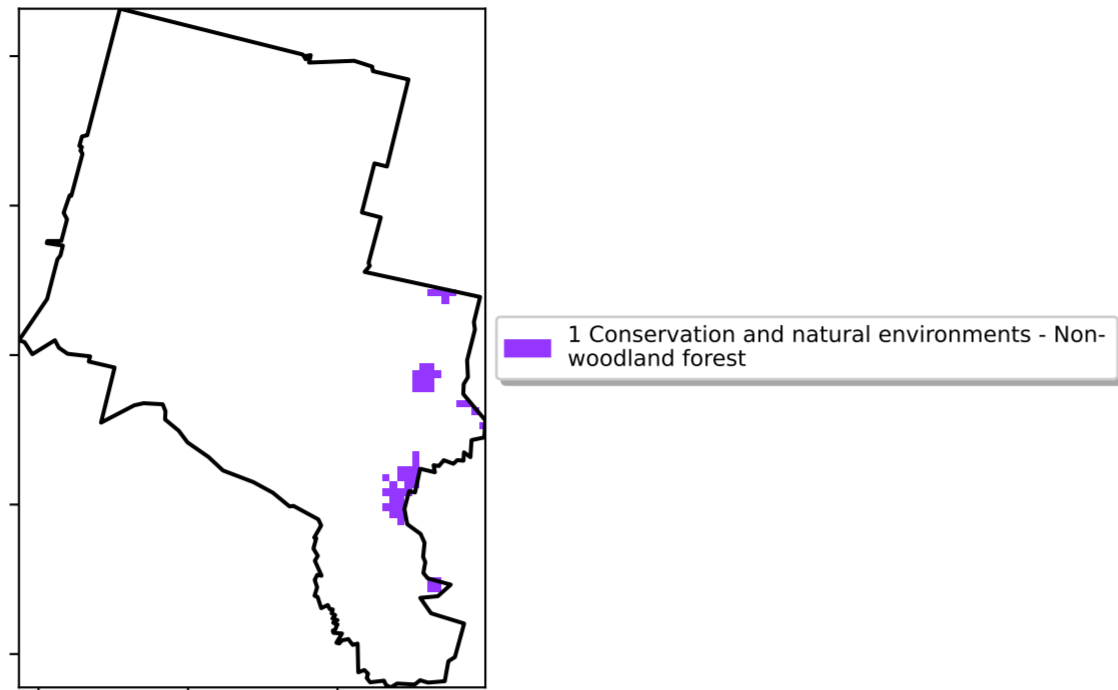 1 Conservation and natural environments - Non-
woodland forest